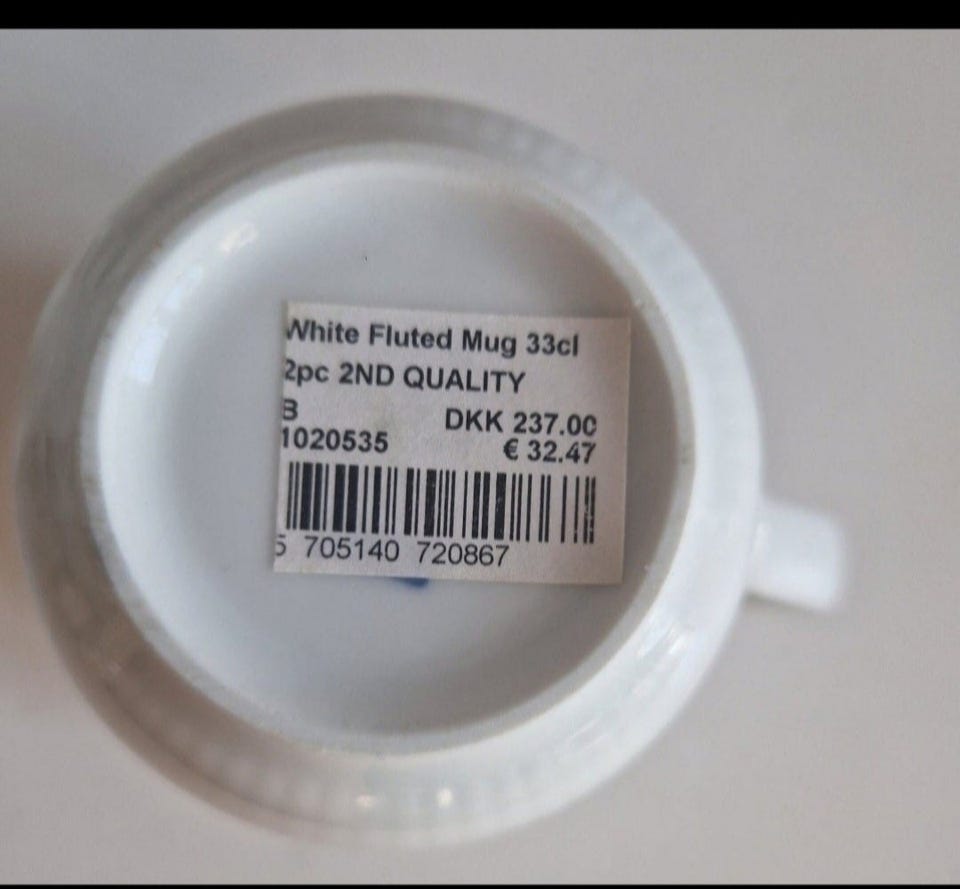 White Fluted Mug 33cl
2pc 2ND QUALITY
B DKK 237.00
1020535 € 32.47
5 705140 720867